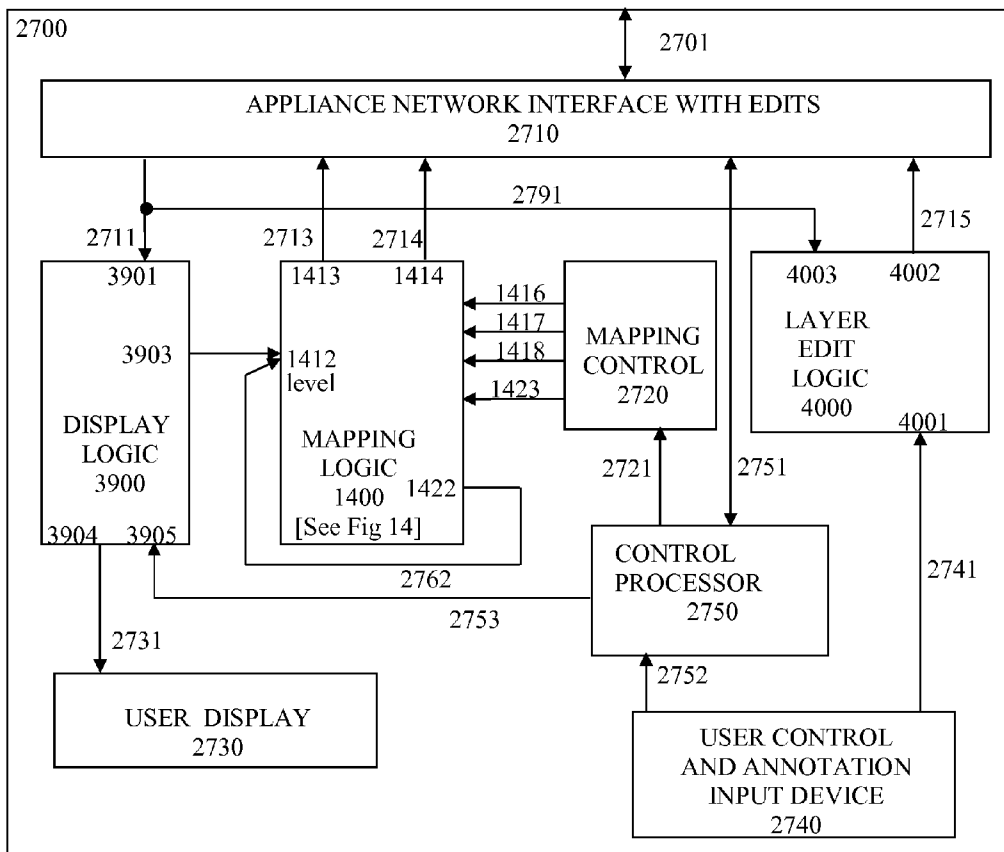 2700
2701
APPLIANCE NETWORK INTERFACE WITH EDITS
2710
2791
2711
2713
2714
2715
3901
1413
1414
4003
4002
1416
1417
1418
1423
3903
1412
level
MAPPING
CONTROL
2720
LAYER
EDIT
LOGIC
4000
4001
DISPLAY
LOGIC
3900
MAPPING
LOGIC
1400
1422
[See Fig 14]
2721
2751
3904
3905
2762
2753
CONTROL
PROCESSOR
2750
2741
2731
2752
USER DISPLAY
2730
USER CONTROL
AND ANNOTATION
INPUT DEVICE
2740